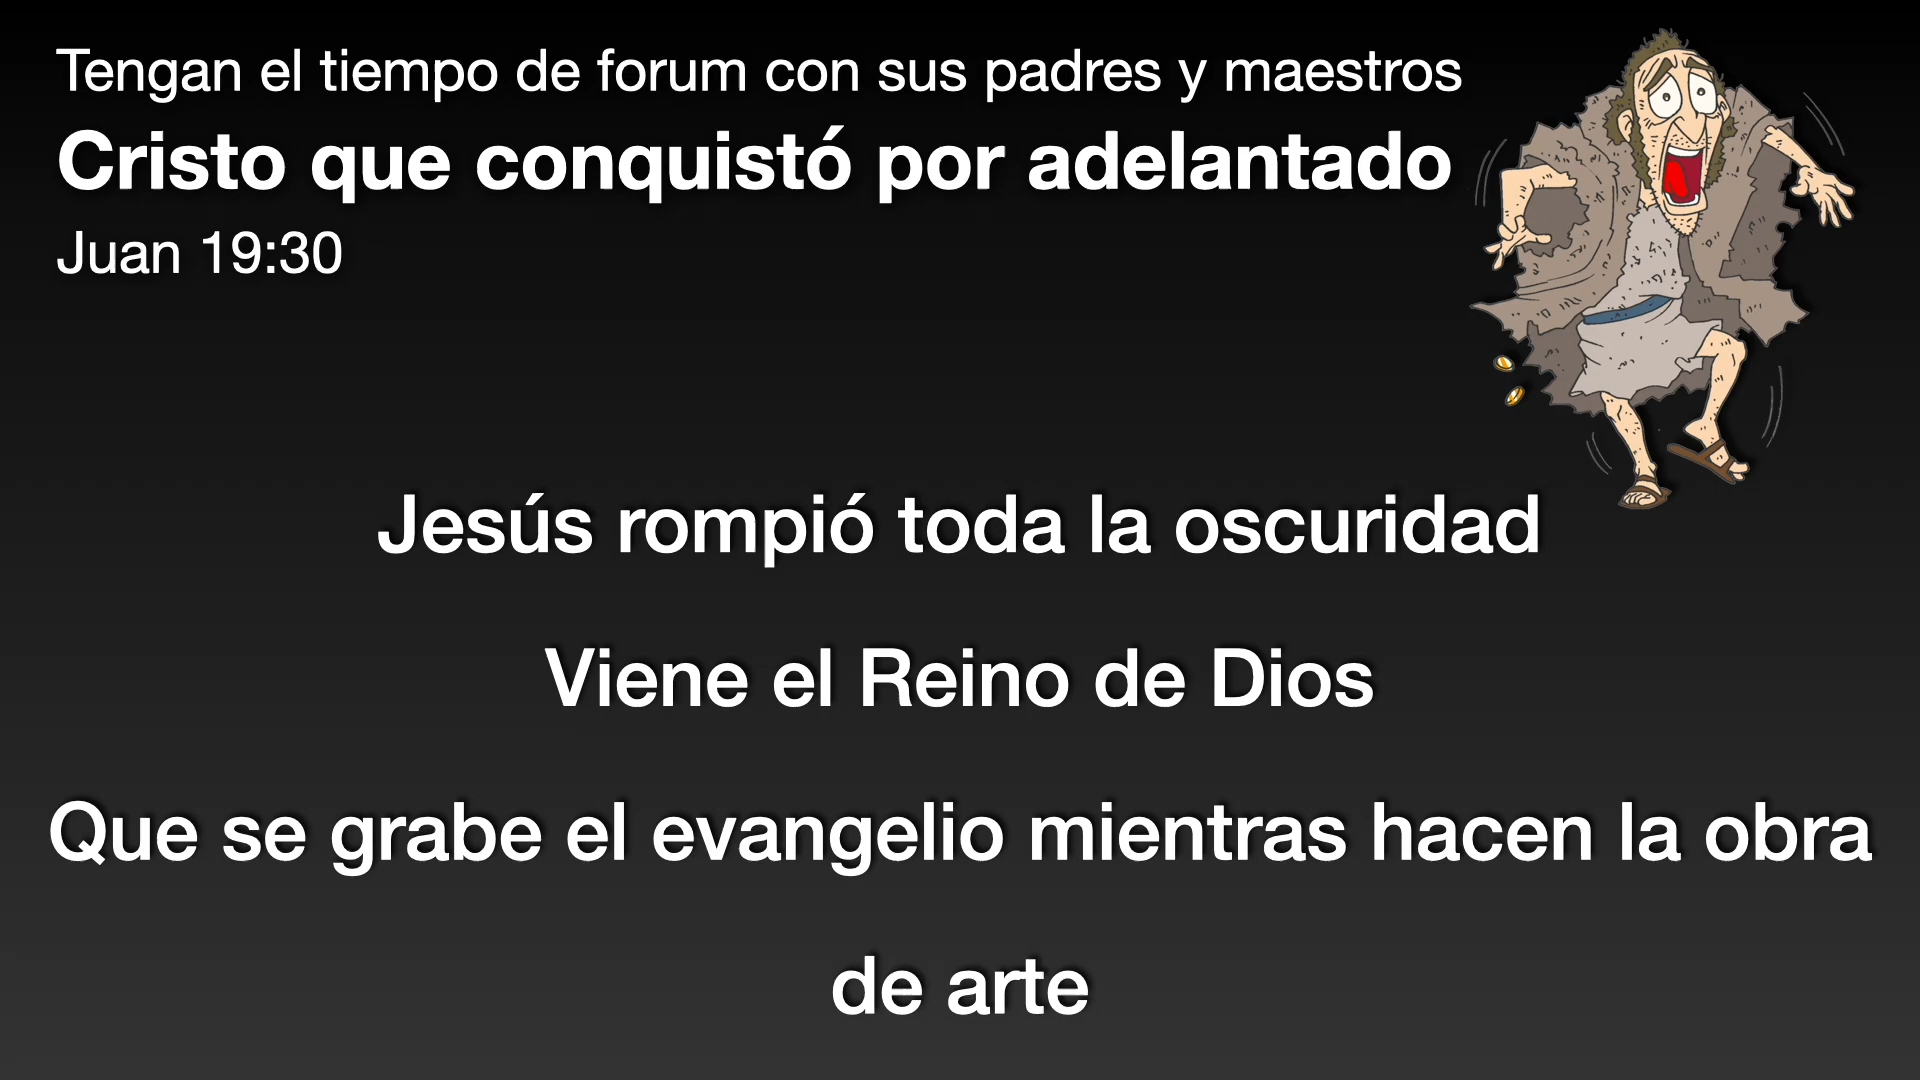 Tengan el tiempo de forum con sus padres y maestros
Cristo que conquistó por adelantado
Juan 19:30
Jesús rompió toda la oscuridad
Viene el Reino de Dios
Que se grabe el evangelio mientras hacen la obra
de arte